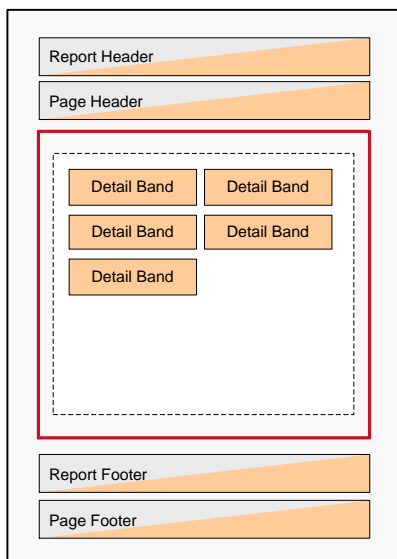 Report Header
Page Header
Detail Band Detail Band
Detail Band Detail Band
Detail Band
Report Footer
Page Footer